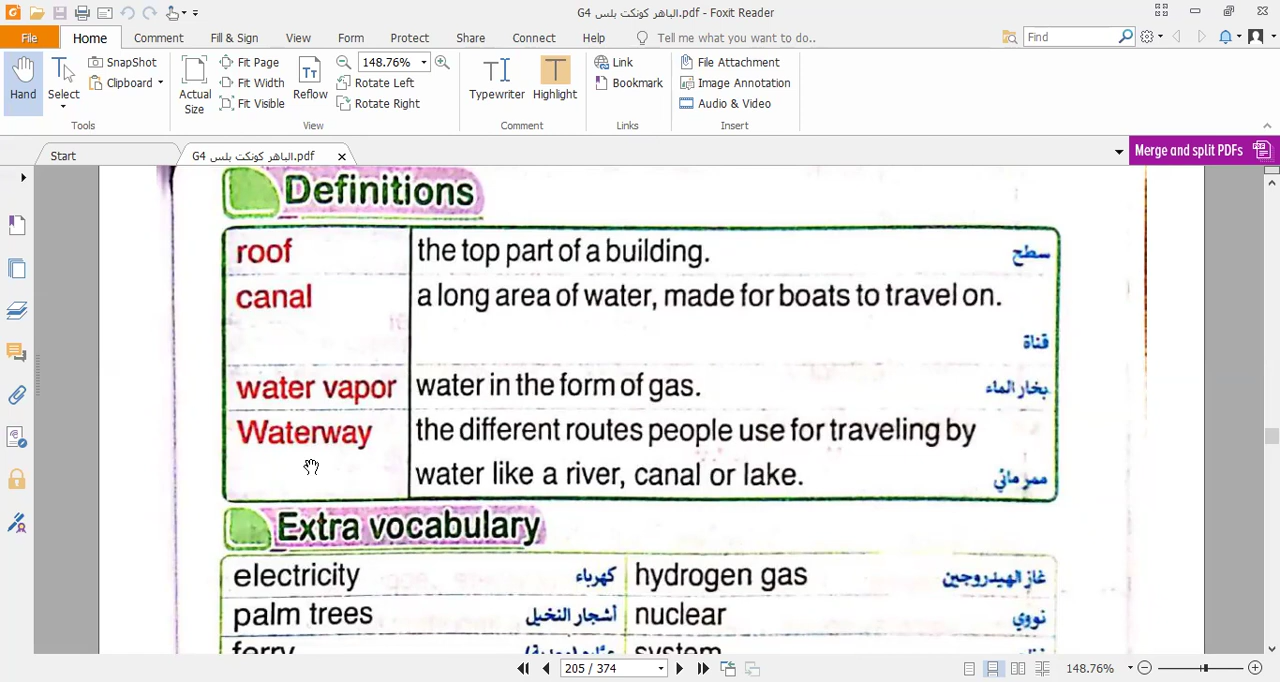 G4 الباهر كونكت بلس.pdf - Foxit Reader
File Home Comment Fill & Sign View Form Protect Share Connect Help Tell me what you want to do.. Find
Hand
Select
SnapShot
Clipboard
Tools
Actual Size
Fit Page
Fit Width
Fit Visible
Reflow
148.76%
Rotate Left
Rotate Right
View
Typewriter
Highlight
Comment
Link
Bookmark
Links
File Attachment
Image Annotation
Audio & Video
Insert
Start
G4 الباهر كونكت بلس.pdf
Merge and split PDFs
Definitions
roof the top part of a building. سطح
canal a long area of water, made for boats to travel on.
قناة
water vapor water in the form of gas. بخار الماء
Waterway the different routes people use for traveling by
water like a river, canal or lake. ممر مائي
Extra vocabulary
electricity كهرباء hydrogen gas غاز الهيدروجين
palm trees أشجار النخيل nuclear نووي
ferry system
205 / 374
148.76%